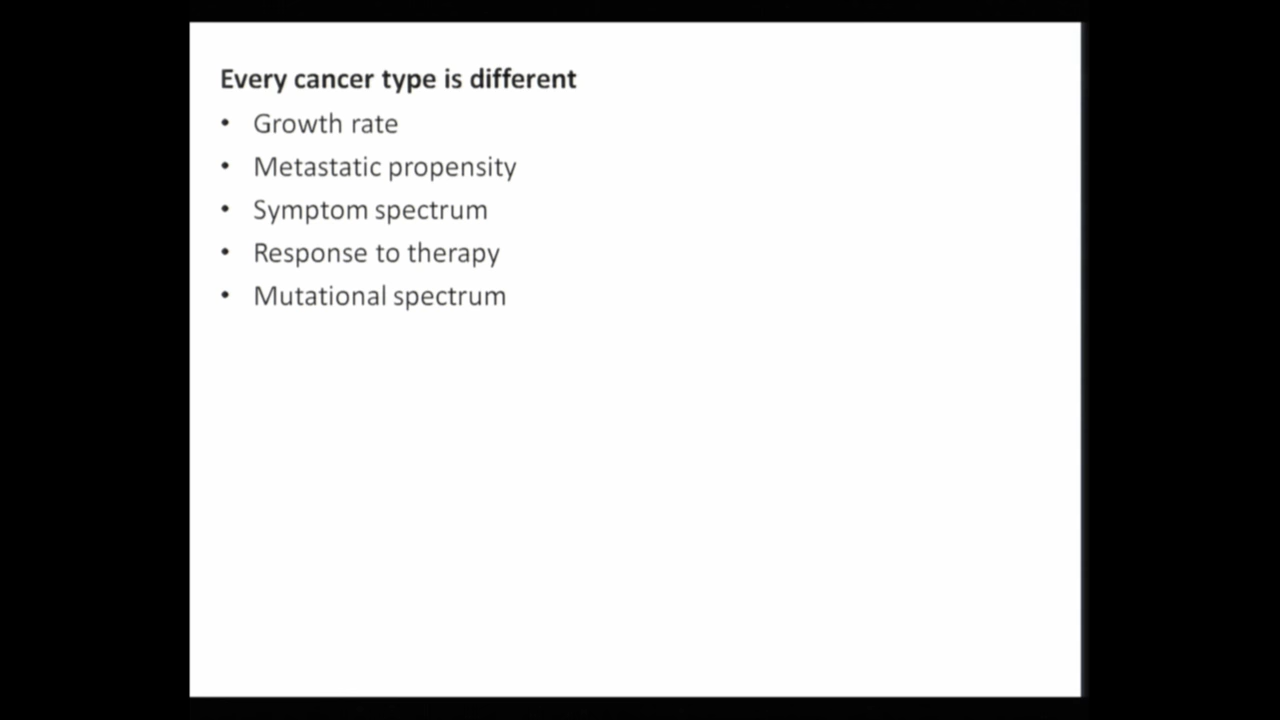 Every cancer type is different
• Growth rate
• Metastatic propensity
• Symptom spectrum
• Response to therapy
• Mutational spectrum